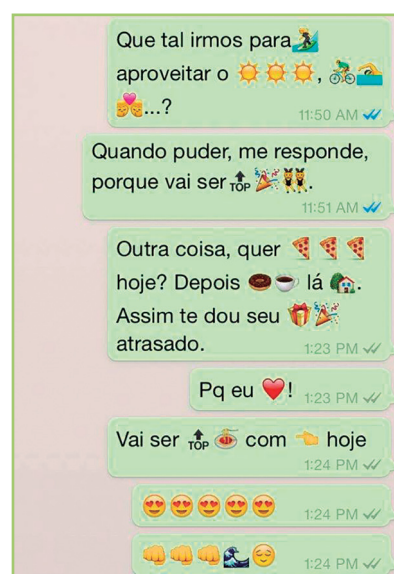 Que tal irmos para🏄
aproveitar o ☀️☀️☀️, 🚴🏊
💏...?
11:50 AM
Quando puder, me responde,
porque vai ser🔝🎉👯.
11:51 AM
Outra coisa, quer 🍕🍕🍕
hoje? Depois 🍩☕ lá 🏡.
Assim te dou seu 🎁🎉
atrasado.
1:23 PM
Pq eu ❤️!
1:23 PM
Vai ser 🔝🍝 com 👈 hoje
1:24 PM
😍😍😍😍😍
1:24 PM
👊👊👊🌊😌
1:24 PM